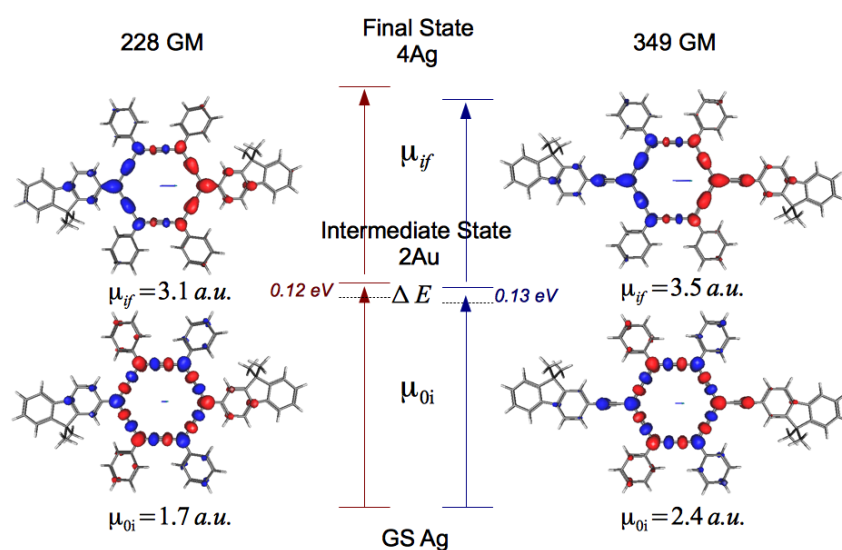 228 GM
Final State
4Ag
349 GM
μif
Intermediate State
2Au
μif = 3.1 a.u.
0.12 eV
Δ E
0.13 eV
μif = 3.5 a.u.
μ0i
μ0i = 1.7 a.u.
μ0i = 2.4 a.u.
GS Ag